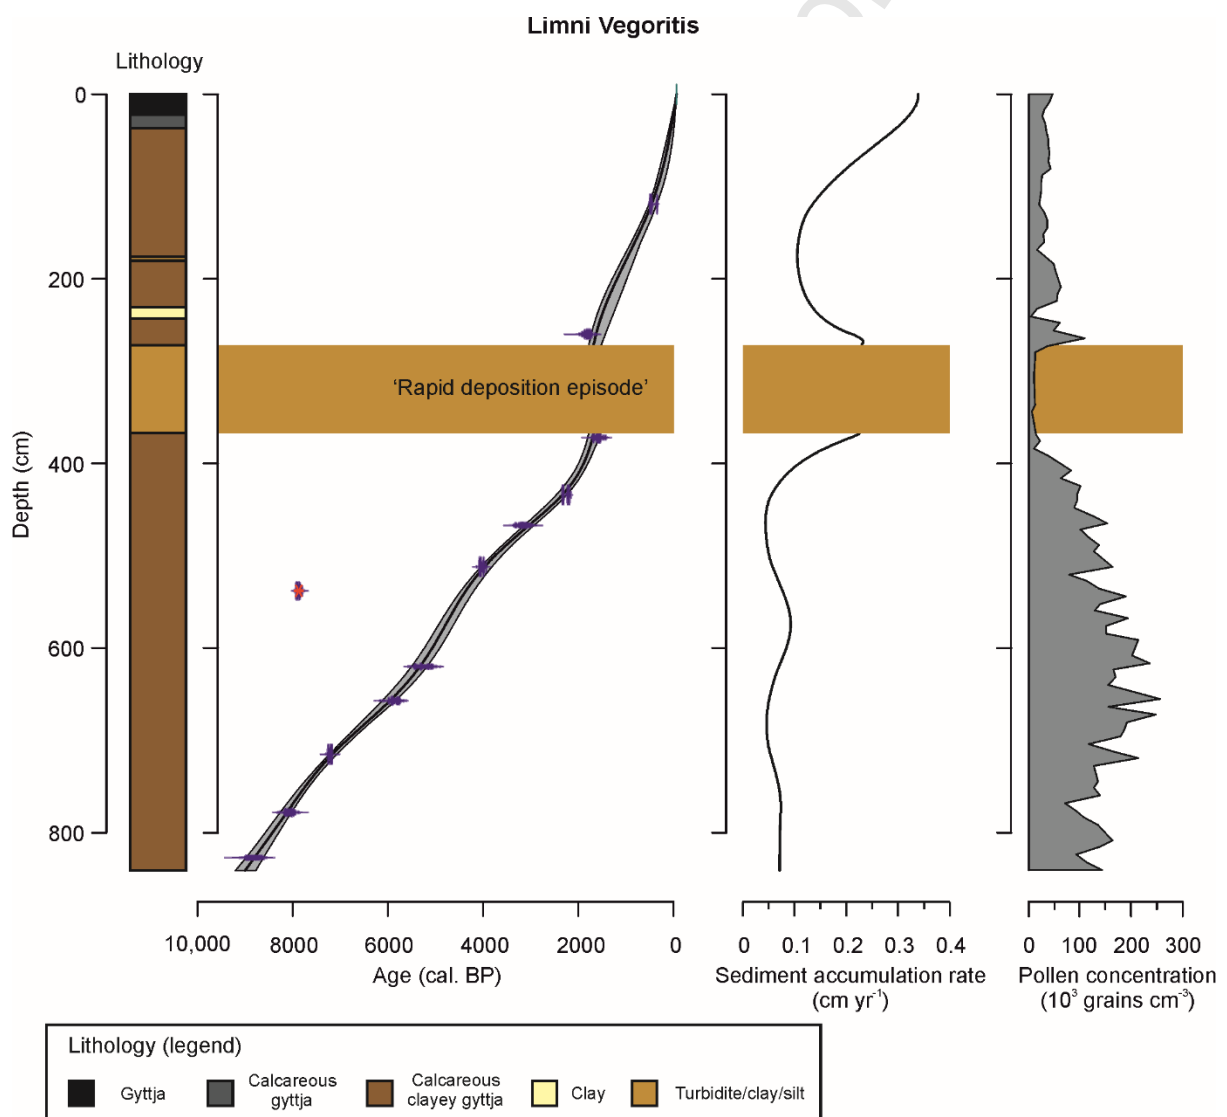 Limni Vegoritis
Lithology
0
200
400
600
800
Depth (cm)
'Rapid deposition episode'
10,000 8000 6000 4000 2000 0
Age (cal. BP)
0 0.1 0.2 0.3 0.4
Sediment accumulation rate
(cm yr⁻¹)
0 100 200 300
Pollen concentration
(10³ grains cm⁻³)
Lithology (legend)
Gyttja
Calcareous
gyttja
Calcareous
clayey gyttja
Clay
Turbidite/clay/silt